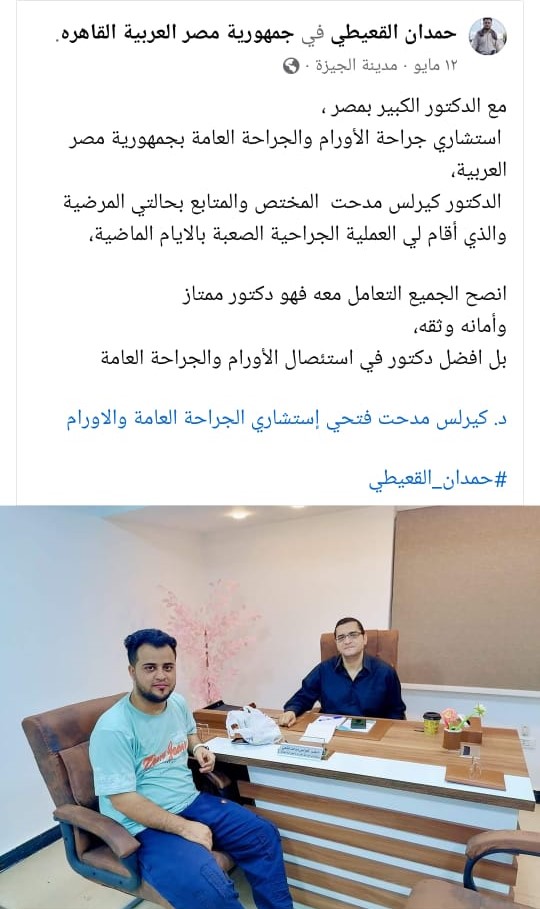 حمدان القعيطي في جمهورية مصر العربية القاهره.
١٢ مايو · مدينة الجيزة ·
مع الدكتور الكبير بمصر ،
استشاري جراحة الأورام والجراحة العامة بجمهورية مصر
العربية،
الدكتور كيرلس مدحت المختص والمتابع بحالتي المرضية
والذي أقام لي العملية الجراحية الصعبة بالايام الماضية،
انصح الجميع التعامل معه فهو دكتور ممتاز
وأمانه وثقه،
بل افضل دكتور في استئصال الأورام والجراحة العامة
د. كيرلس مدحت فتحي إستشاري الجراحة العامة والاورام
#حمدان_القعيطي